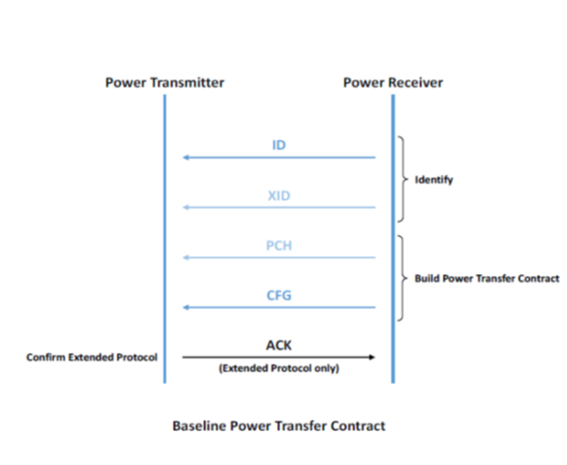 Power Transmitter
Power Receiver
ID
Identify
XID
PCH
Build Power Transfer Contract
CFG
ACK
Confirm Extended Protocol
(Extended Protocol only)
Baseline Power Transfer Contract